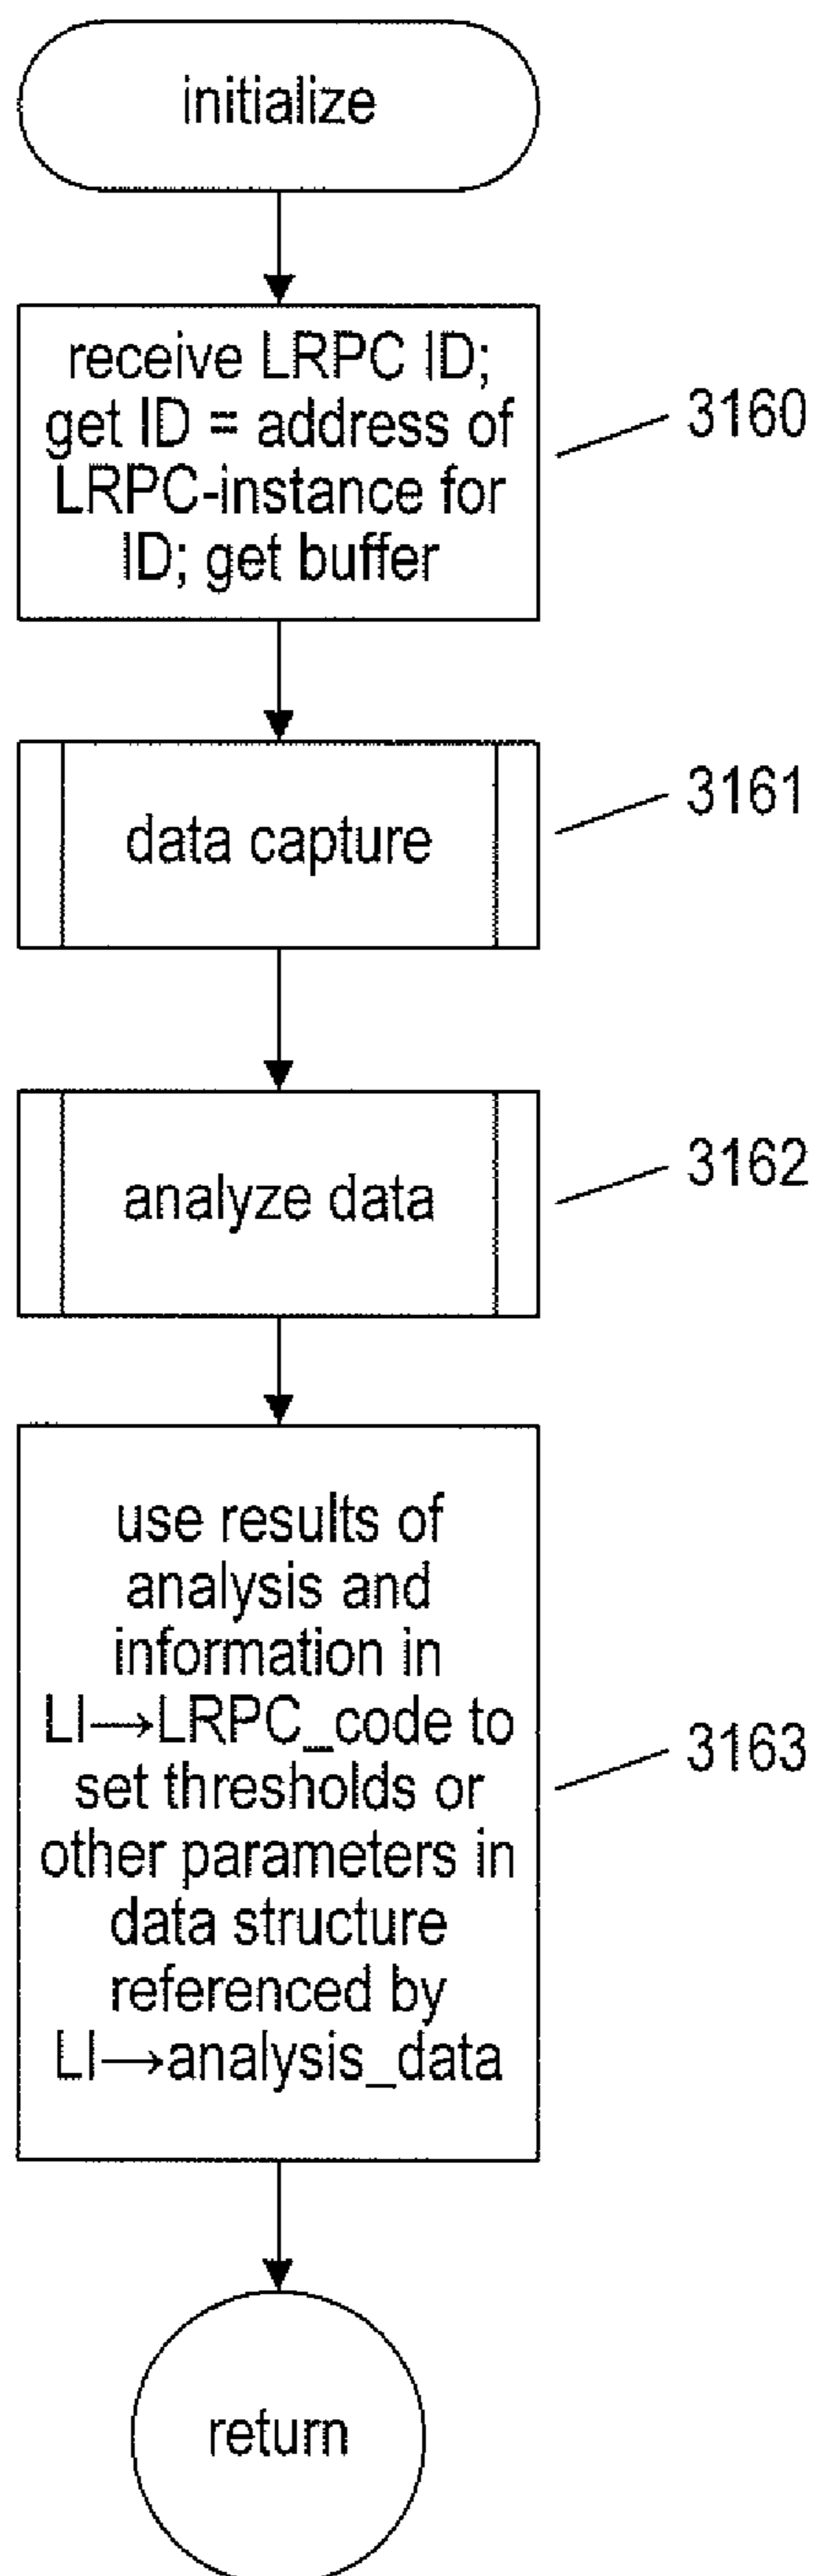 initialize
receive LRPC ID;
get ID = address of
LRPC-instance for
ID; get buffer
3160
data capture
3161
analyze data
3162
use results of
analysis and
information in
LI→LRPC_code to
set thresholds or
other parameters in
data structure
referenced by
LI→analysis_data
3163
return